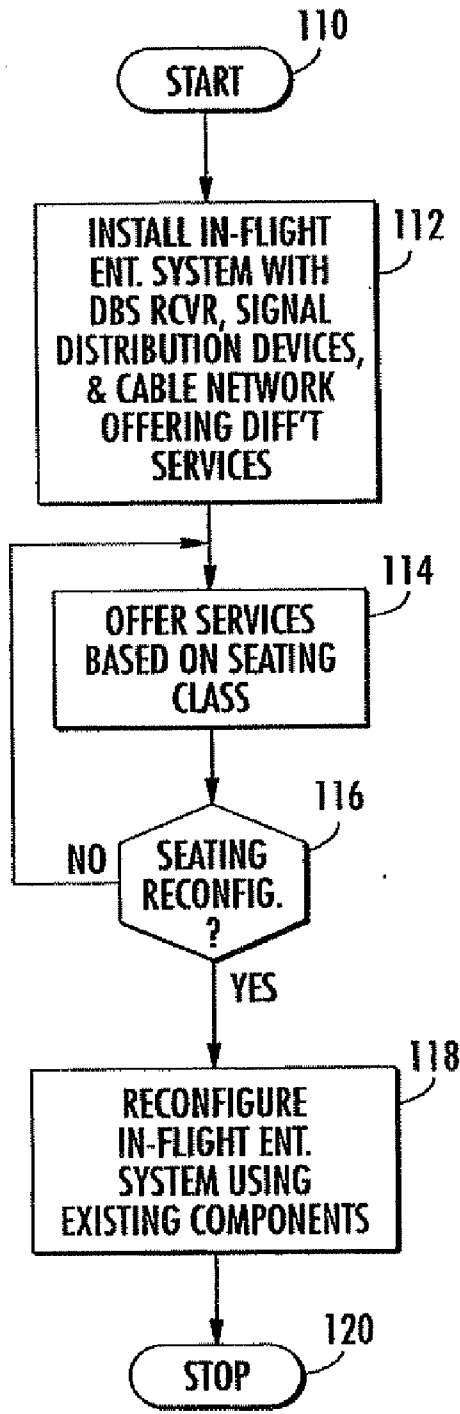 110
START
112
INSTALL IN-FLIGHT
ENT. SYSTEM WITH
DBS RCVR, SIGNAL
DISTRIBUTION DEVICES,
& CABLE NETWORK
OFFERING DIFF'T
SERVICES
114
OFFER SERVICES
BASED ON SEATING
CLASS
116
NO
SEATING
RECONFIG.
?
YES
118
RECONFIGURE
IN-FLIGHT ENT.
SYSTEM USING
EXISTING COMPONENTS
120
STOP